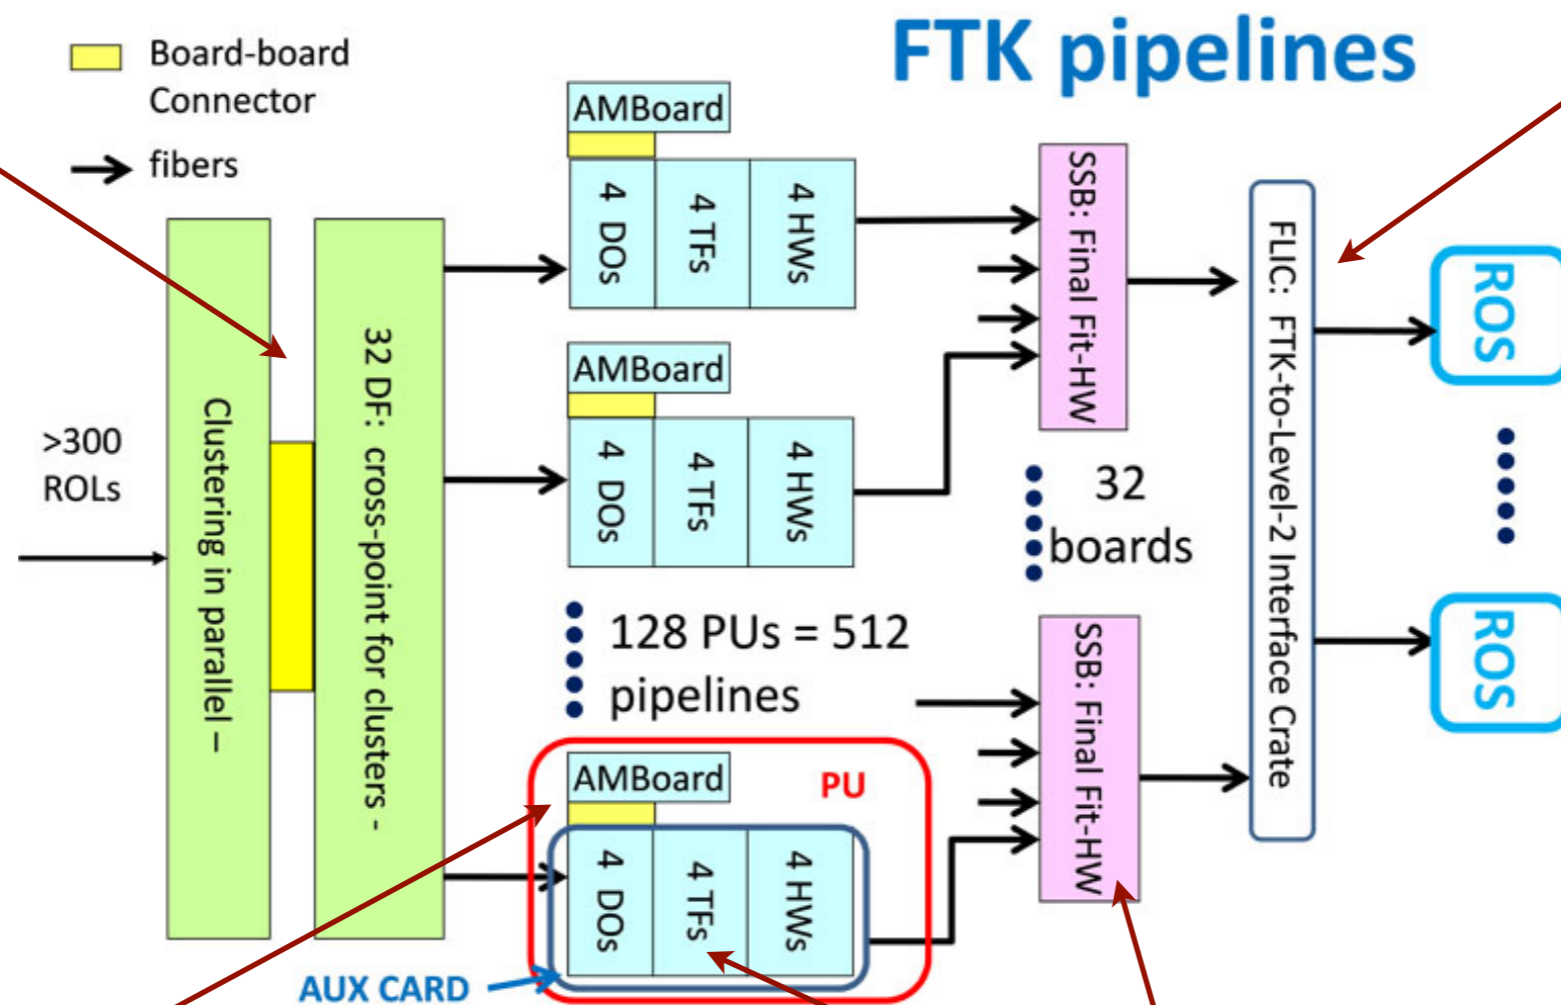 FTK pipelines
Board-board
Connector
fibers
>300
ROLs
Clustering in parallel –
32 DF: cross-point for clusters -
AMBoard
4 DOs
4 TFs
4 HWs
AMBoard
4 DOs
4 TFs
4 HWs
128 PUs = 512
pipelines
AMBoard
PU
4 DOs
4 TFs
4 HWs
AUX CARD
SSB: Final Fit-HW
32
boards
SSB: Final Fit-HW
FLIC: FTK-to-Level-2 Interface Crate
ROS
ROS